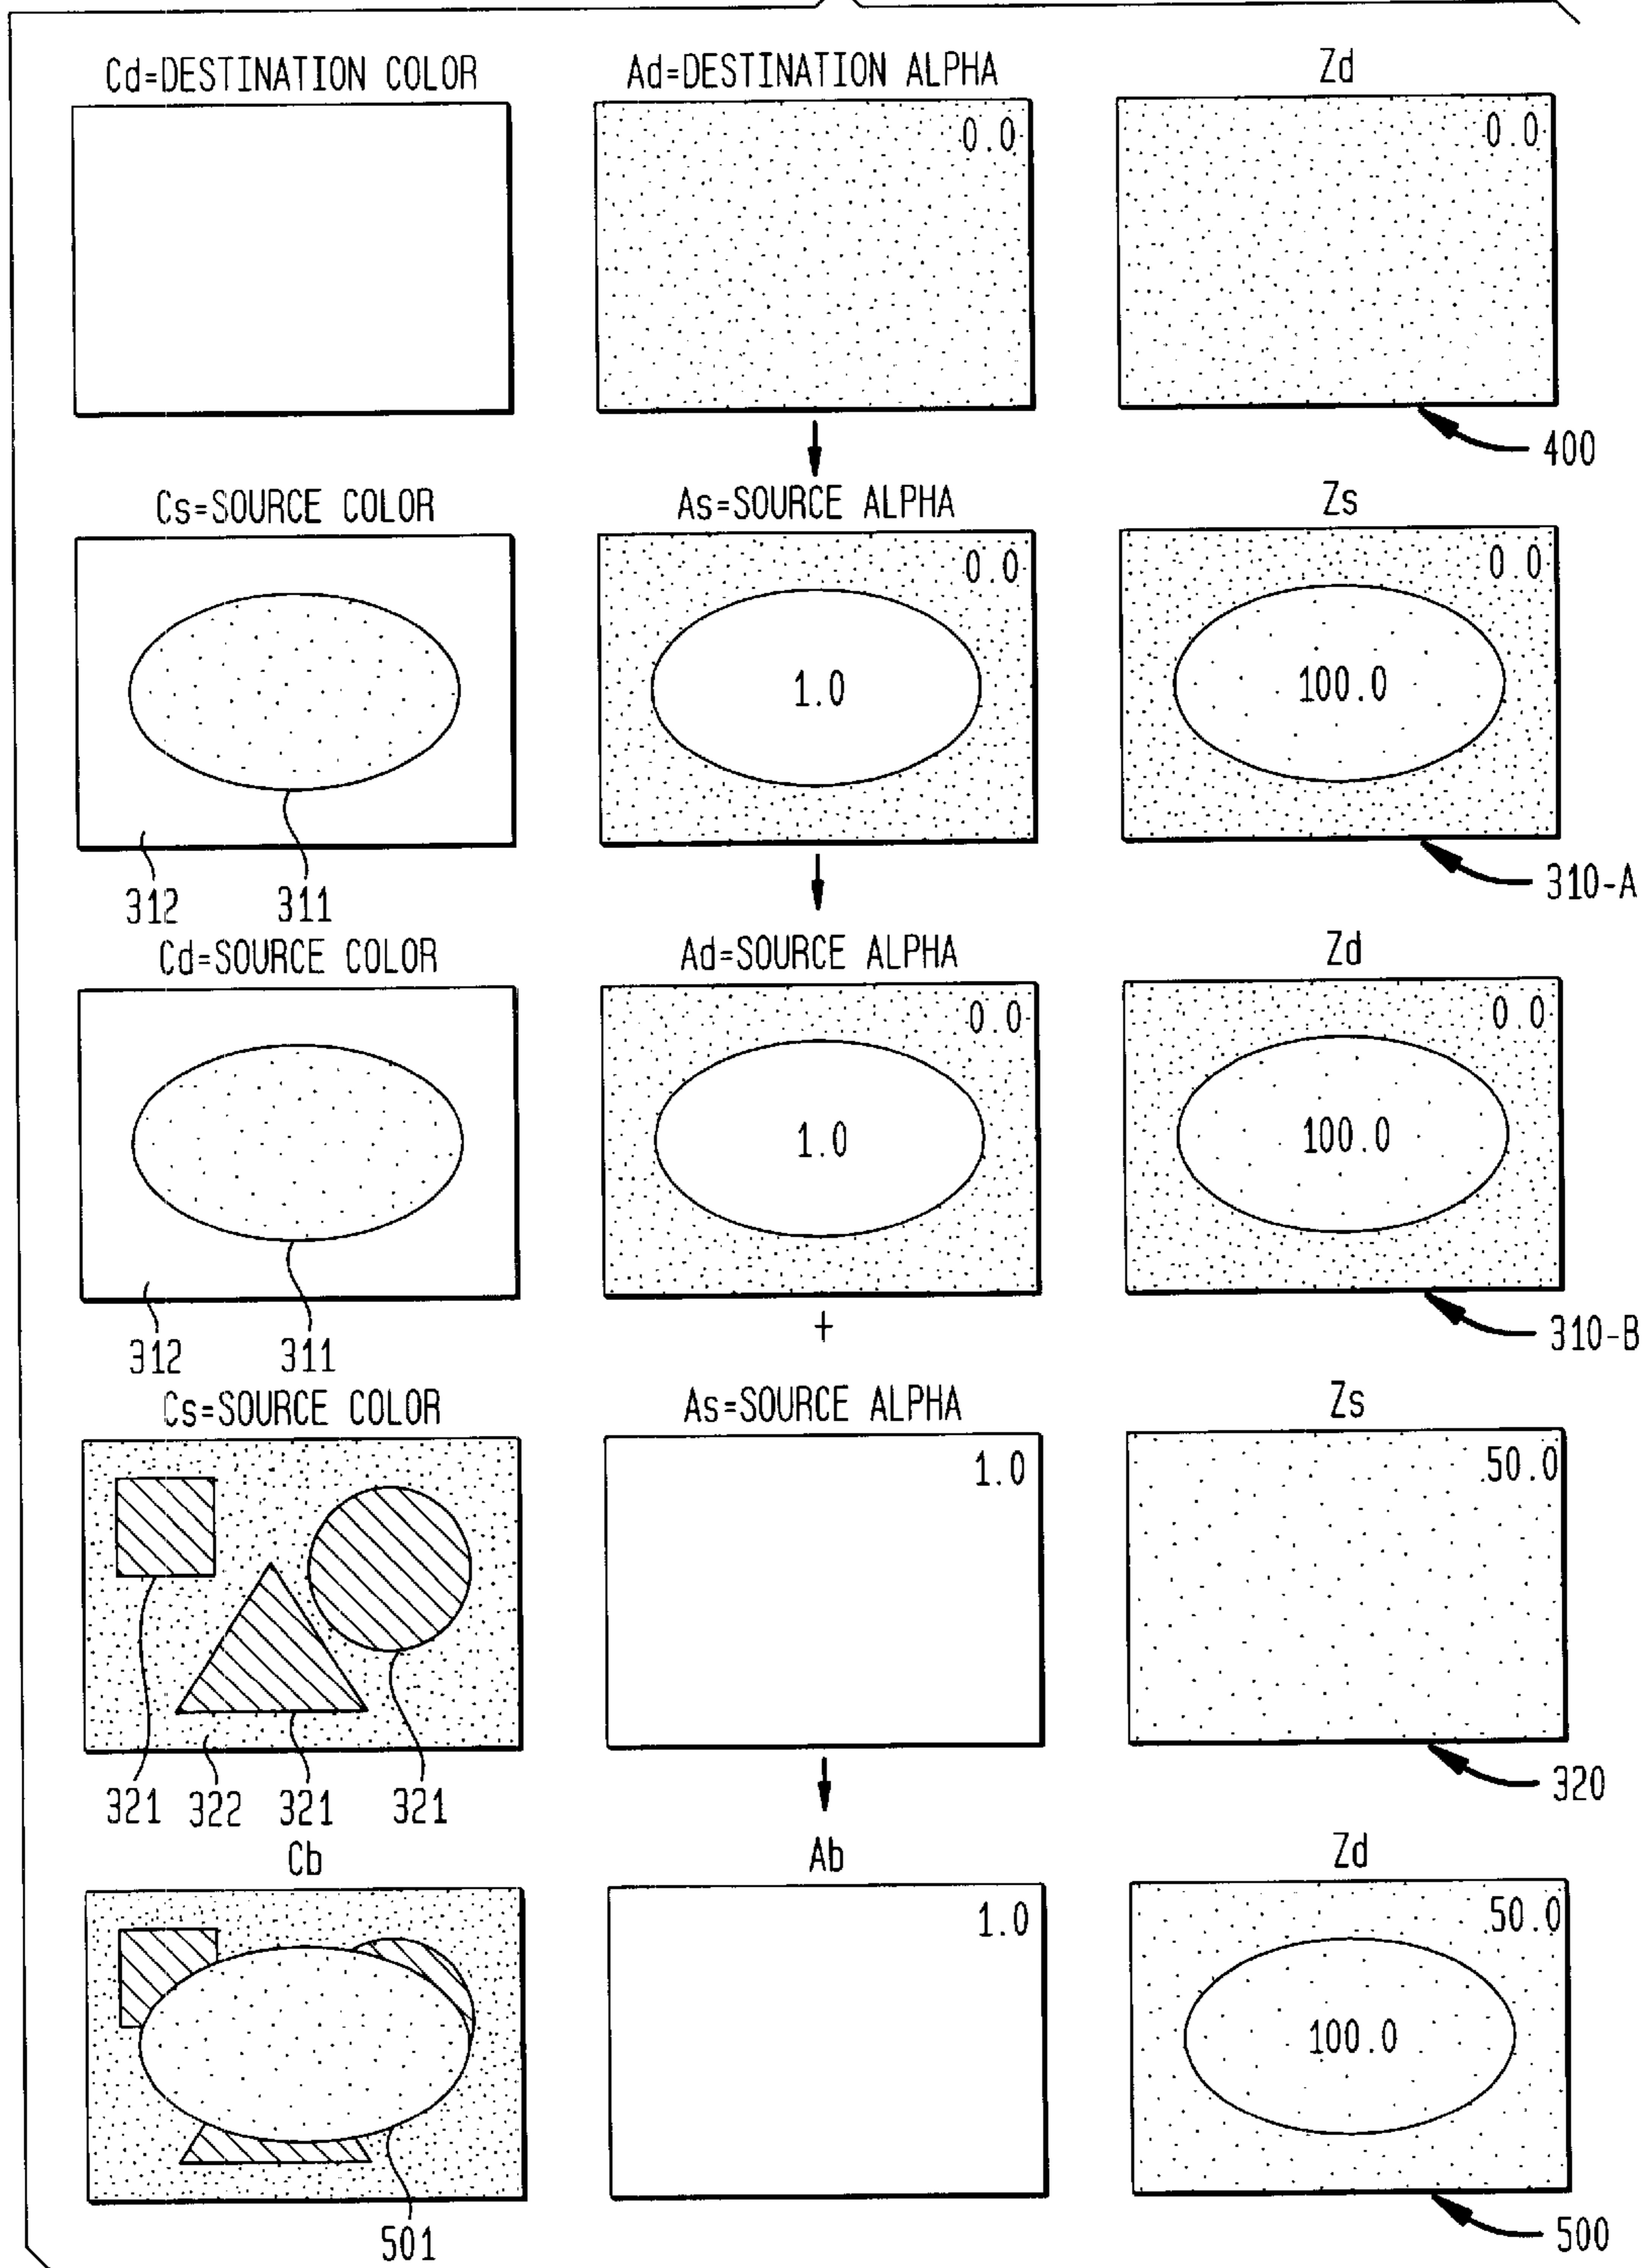 Cd=DESTINATION COLOR Ad=DESTINATION ALPHA Zd
0.0 0.0
400
Cs=SOURCE COLOR As=SOURCE ALPHA Zs
0.0 0.0
1.0 100.0
312 311 310-A
Cd=SOURCE COLOR Ad=SOURCE ALPHA Zd
0.0 0.0
1.0 100.0
312 311 + 310-B
Cs=SOURCE COLOR As=SOURCE ALPHA Zs
1.0 50.0
321 322 321 321 320
Cb Ab Zd
1.0 50.0
100.0
501 500